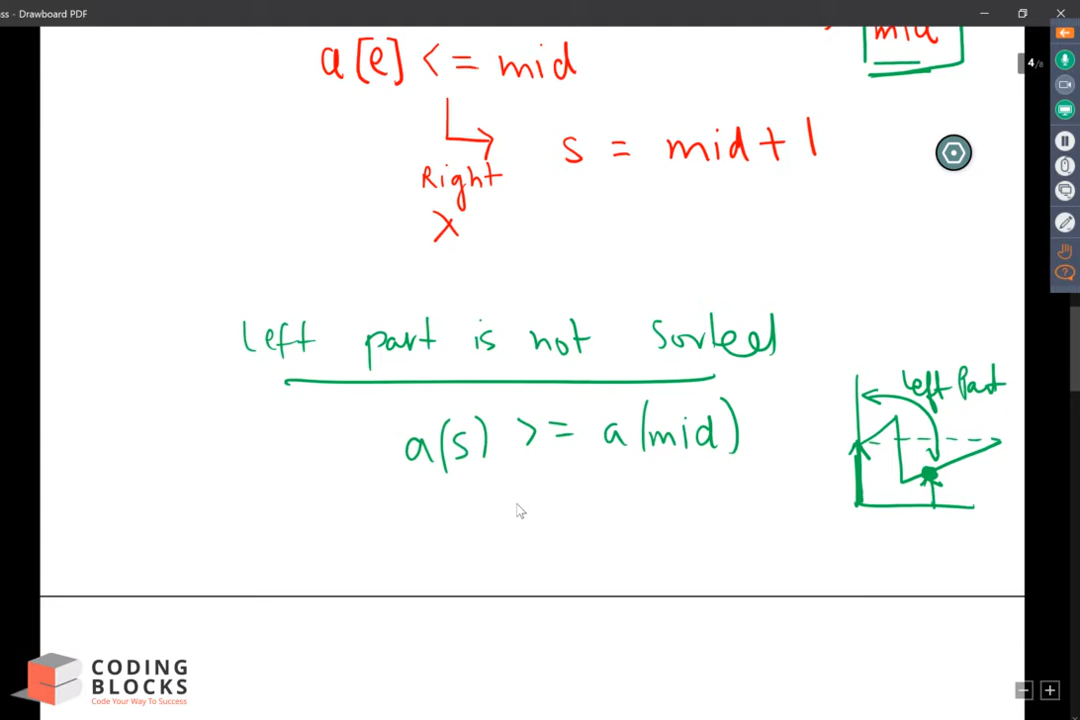 ss - Drawboard PDF
mid
a[e] <= mid
4/8
s = mid+1
Right
X
left part is not sorted
left Part
a(s) >= a(mid)
CODING
BLOCKS
Code Your Way To Success